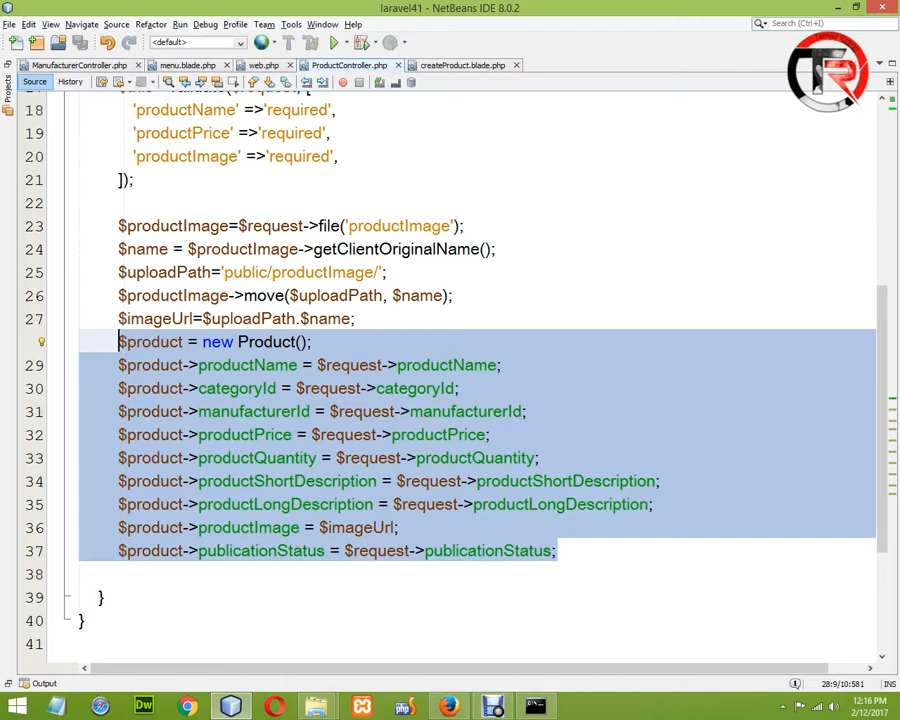 laravel41 - NetBeans IDE 8.0.2
File Edit View Navigate Source Refactor Run Debug Profile Team Tools Window Help
<default>
Search (Ctrl+I)
ManufacturerController.php menu.blade.php web.php ProductController.php createProduct.blade.php
Source History
Projects
18 'productName' =>'required',
19 'productPrice' =>'required',
20 'productImage' =>'required',
21 ]);
22
23 $productImage=$request->file('productImage');
24 $name = $productImage->getClientOriginalName();
25 $uploadPath='public/productImage/';
26 $productImage->move($uploadPath, $name);
27 $imageUrl=$uploadPath.$name;
$product = new Product();
29 $product->productName = $request->productName;
30 $product->categoryId = $request->categoryId;
31 $product->manufacturerId = $request->manufacturerId;
32 $product->productPrice = $request->productPrice;
33 $product->productQuantity = $request->productQuantity;
34 $product->productShortDescription = $request->productShortDescription;
35 $product->productLongDescription = $request->productLongDescription;
36 $product->productImage = $imageUrl;
37 $product->publicationStatus = $request->publicationStatus;
38
39 }
40 }
41
Output
28:9/10:581 INS
Dw
php
12:16 PM
2/12/2017